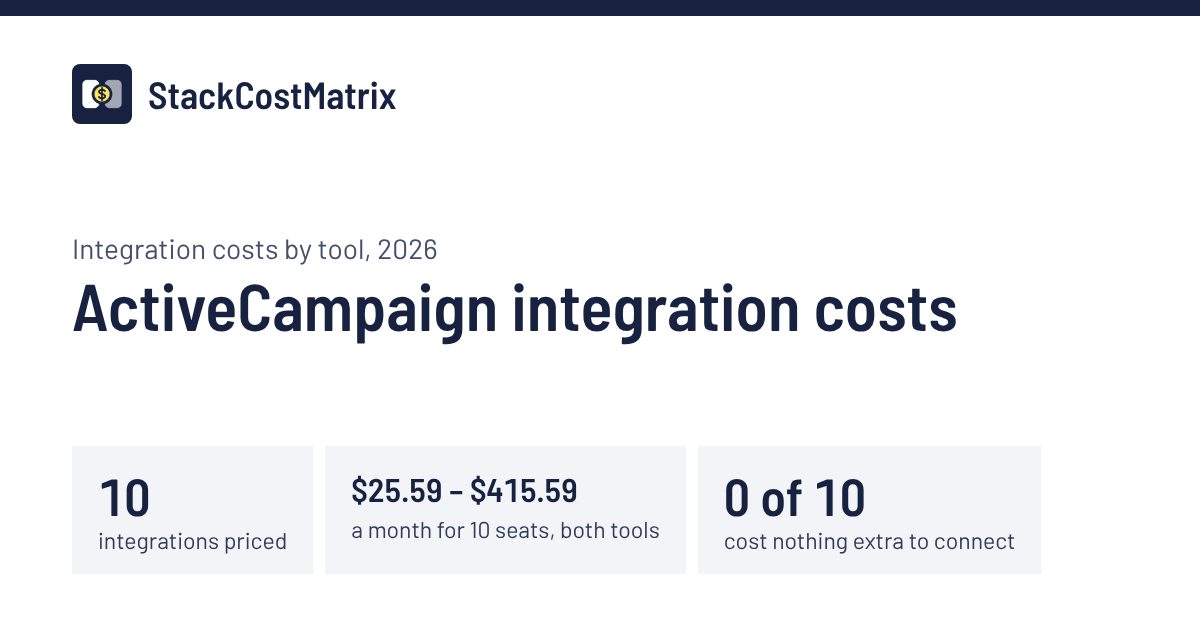 $
StackCostMatrix
Integration costs by tool, 2026
ActiveCampaign integration costs
10
integrations priced
$25.59 – $415.59
a month for 10 seats, both tools
0 of 10
cost nothing extra to connect